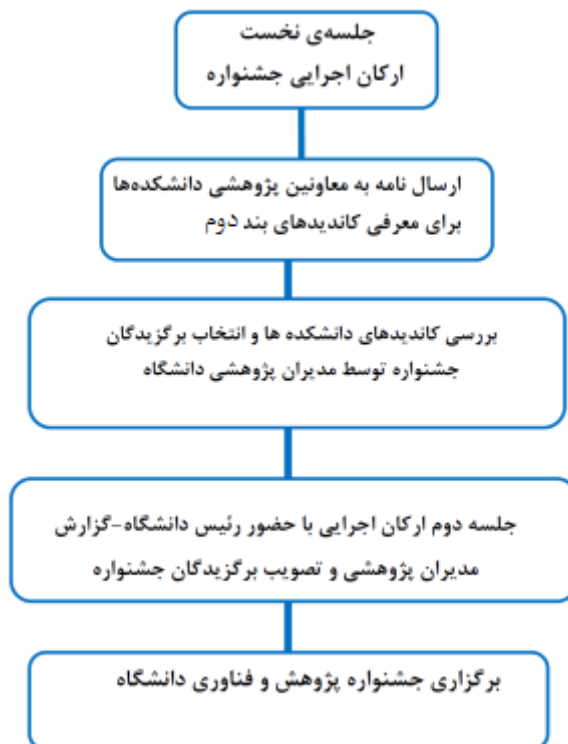 جلسه‌ی نخست
ارکان اجرایی جشنواره
ارسال نامه به معاونین پژوهشی دانشکده‌ها
برای معرفی کاندیدهای بند دوم
بررسی کاندیدهای دانشکده ها و انتخاب برگزیدگان
جشنواره توسط مدیران پژوهشی دانشگاه
جلسه دوم ارکان اجرایی با حضور رئیس دانشگاه-گزارش
مدیران پژوهشی و تصویب برگزیدگان جشنواره
برگزاری جشنواره پژوهش و فناوری دانشگاه